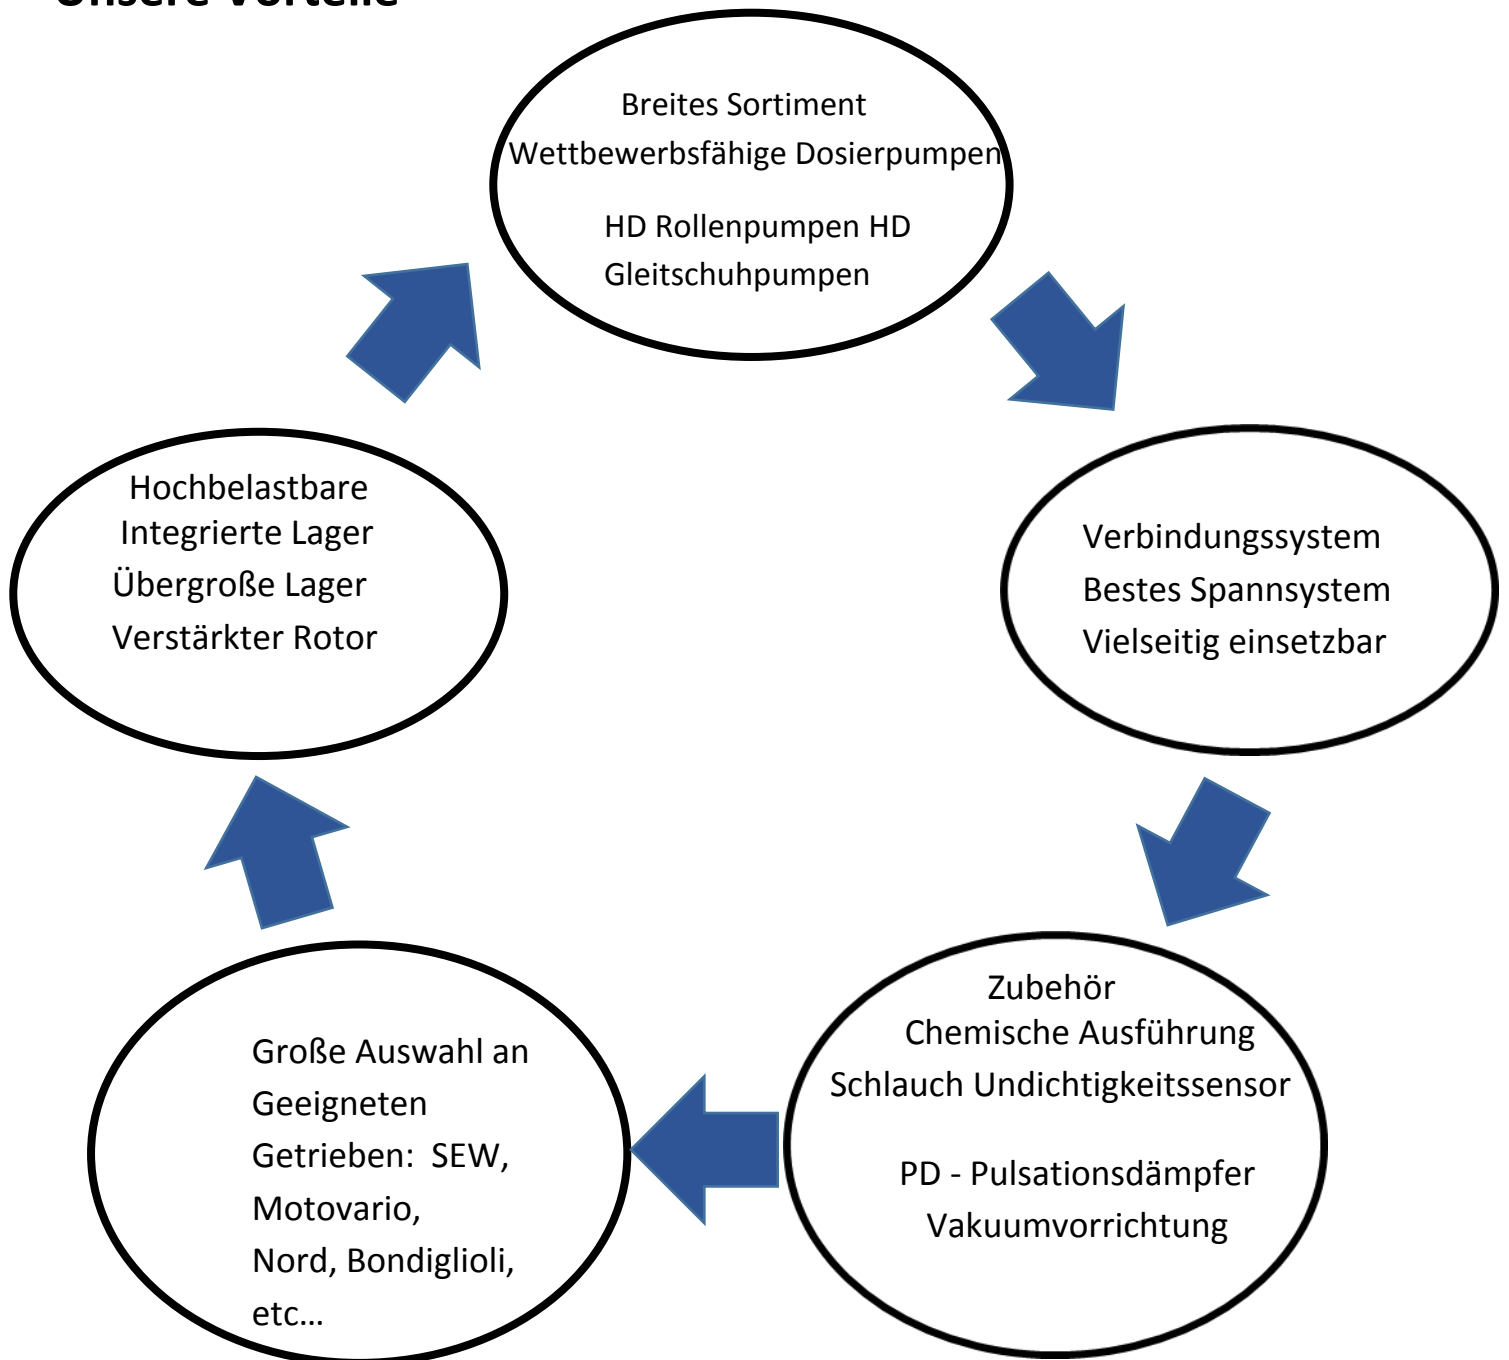 Unsere Vorteile
Breites Sortiment
Wettbewerbsfähige Dosierpumpen
HD Rollenpumpen HD
Gleitschuhpumpen
Verbindungssystem
Bestes Spannsystem
Vielseitig einsetzbar
Zubehör
Chemische Ausführung
Schlauch Undichtigkeitssensor
PD - Pulsationsdämpfer
Vakuumvorrichtung
Große Auswahl an
Geeigneten
Getrieben: SEW,
Motovario,
Nord, Bondiglioli,
etc…
Hochbelastbare
Integrierte Lager
Übergroße Lager
Verstärkter Rotor